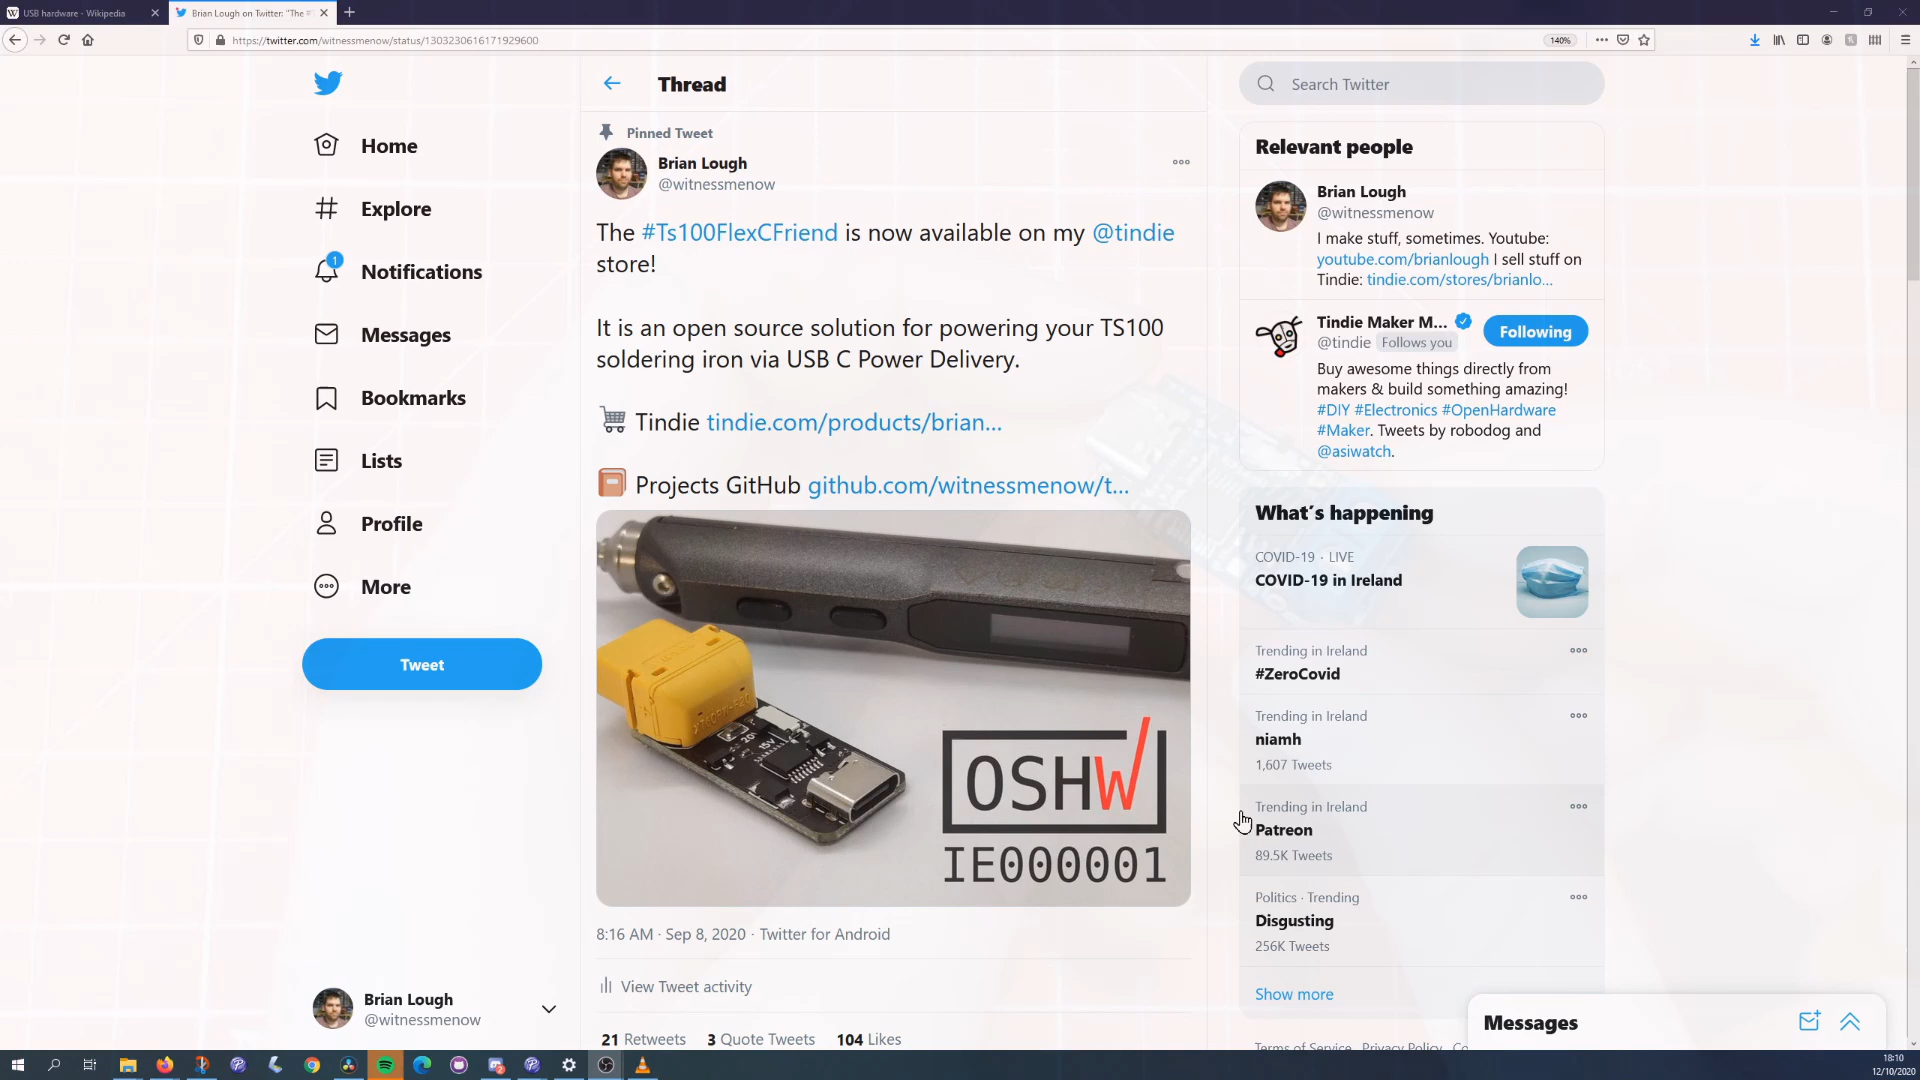 USB hardware - Wikipedia
Brian Lough on Twitter: "The #
https://twitter.com/witnessmenow/status/1303230616171929600
140%
Home
Explore
1
Notifications
Messages
Bookmarks
Lists
Profile
More
Tweet
Brian Lough
@witnessmenow
Thread
Pinned Tweet
Brian Lough
@witnessmenow
The #Ts100FlexCFriend is now available on my @tindie
store!
It is an open source solution for powering your TS100
soldering iron via USB C Power Delivery.
Tindie tindie.com/products/brian...
Projects GitHub github.com/witnessmenow/t...
20V
15V
OSHW
IE000001
8:16 AM · Sep 8, 2020 · Twitter for Android
View Tweet activity
21 Retweets 3 Quote Tweets 104 Likes
Search Twitter
Relevant people
Brian Lough
@witnessmenow
I make stuff, sometimes. Youtube:
youtube.com/brianlough I sell stuff on
Tindie: tindie.com/stores/brianlo...
Tindie Maker M...
@tindie Follows you
Following
Buy awesome things directly from
makers & build something amazing!
#DIY #Electronics #OpenHardware
#Maker. Tweets by robodog and
@asiwatch.
What's happening
COVID-19 · LIVE
COVID-19 in Ireland
Trending in Ireland
#ZeroCovid
Trending in Ireland
niamh
1,607 Tweets
Trending in Ireland
Patreon
89.5K Tweets
Politics · Trending
Disgusting
256K Tweets
Show more
Terms of Service Privacy Policy Co
Messages
18:10
12/10/2020